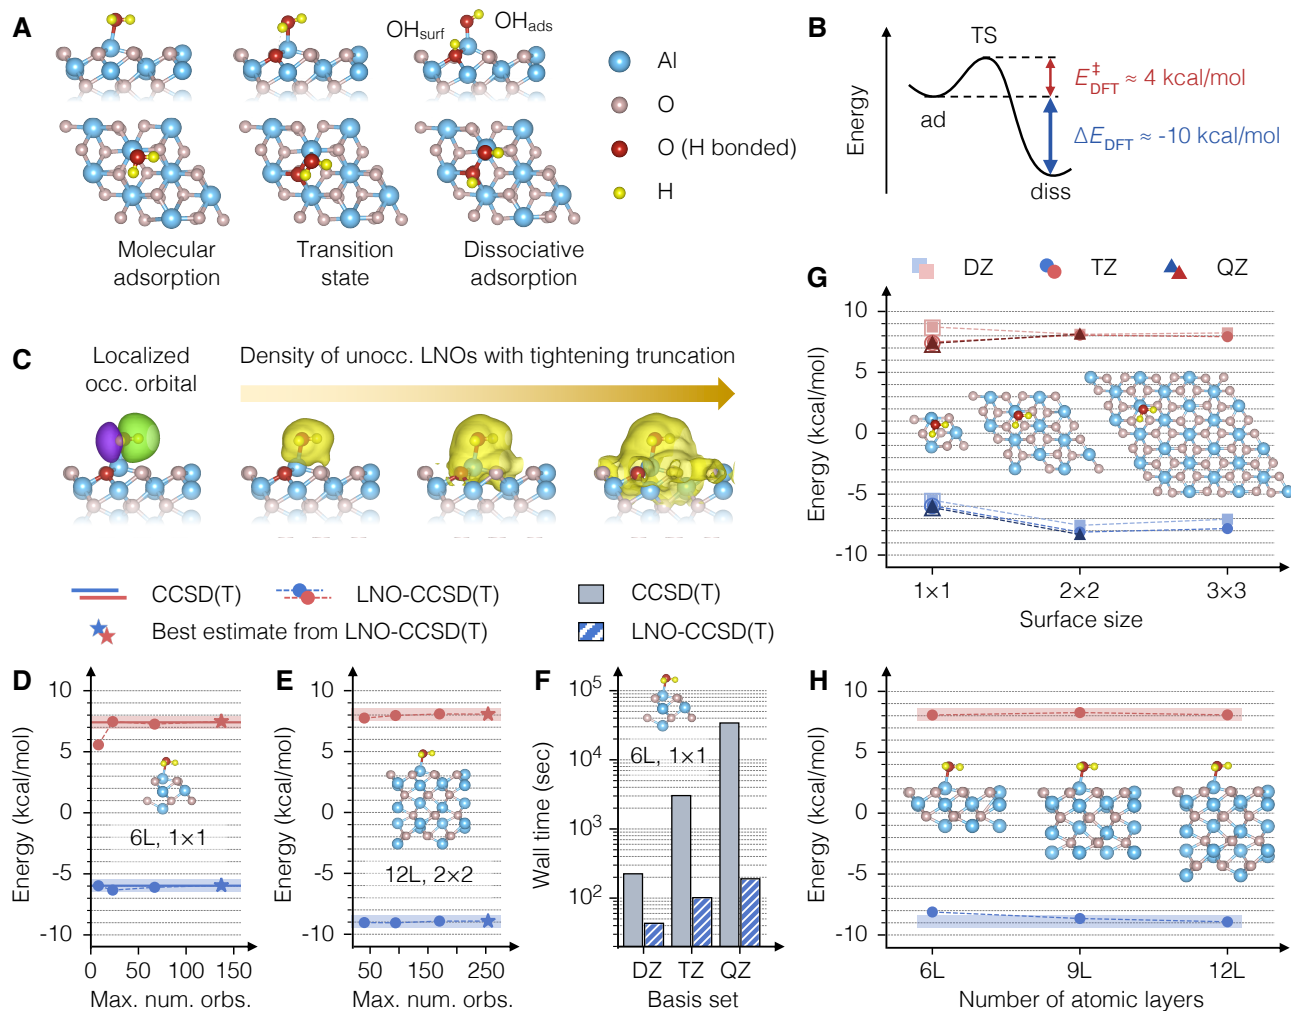 A
OH_surf
OH_ads
Al
O
O (H bonded)
H
Molecular
adsorption
Transition
state
Dissociative
adsorption
B
Energy
TS
ad
diss
E‡_DFT ≈ 4 kcal/mol
ΔE_DFT ≈ -10 kcal/mol
C
Localized
occ. orbital
Density of unocc. LNOs with tightening truncation
G
DZ
TZ
QZ
Energy (kcal/mol)
10
5
0
-5
-10
1×1
2×2
3×3
Surface size
CCSD(T)
LNO-CCSD(T)
Best estimate from LNO-CCSD(T)
CCSD(T)
LNO-CCSD(T)
D
Energy (kcal/mol)
10
5
0
-5
-10
6L, 1×1
0
50
100
150
Max. num. orbs.
E
Energy (kcal/mol)
10
5
0
-5
-10
12L, 2×2
50
150
250
Max. num. orbs.
F
Wall time (sec)
10^5
10^4
10^3
10^2
6L, 1×1
DZ
TZ
QZ
Basis set
H
Energy (kcal/mol)
10
5
0
-5
-10
6L
9L
12L
Number of atomic layers